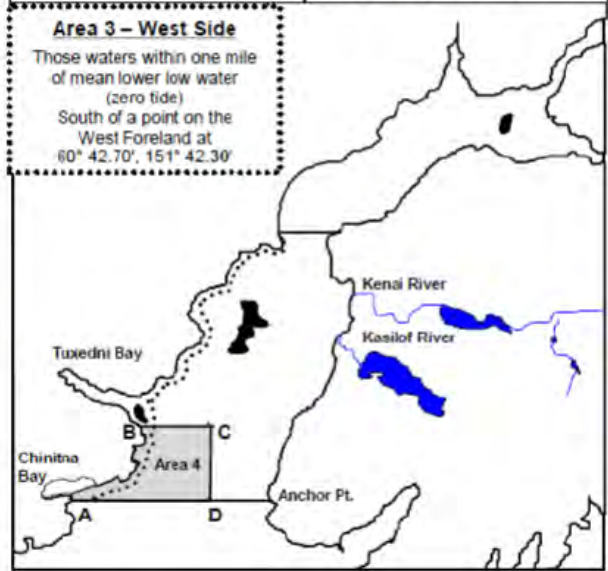 Area 3 – West Side
Those waters within one mile
of mean lower low water
(zero tide)
South of a point on the
West Foreland at
60° 42.70', 151° 42.30'
Kenai River
Kasilof River
Tuxedni Bay
B
C
Chinitna
Bay
Area 4
Anchor Pt.
A
D